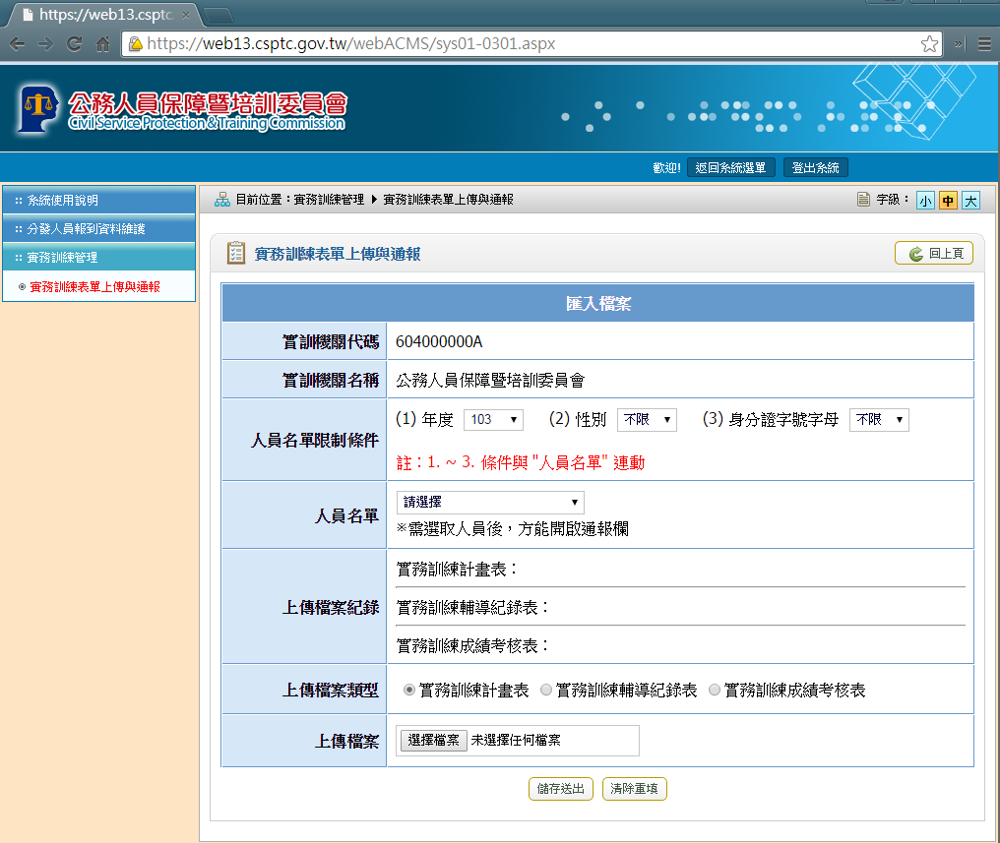 https://web13.csptc. ×
https://web13.csptc.gov.tw/webACMS/sys01-0301.aspx
公務人員保障暨培訓委員會
Civil Service Protection & Training Commission
歡迎! 返回系統選單 登出系統
:: 系統使用說明
:: 分發人員報到資料維護
:: 實務訓練管理
實務訓練表單上傳與通報
目前位置：實務訓練管理 ▶ 實務訓練表單上傳與通報 字級： 小 中 大
實務訓練表單上傳與通報 回上頁
匯入檔案
實訓機關代碼 604000000A
實訓機關名稱 公務人員保障暨培訓委員會
人員名單限制條件 (1) 年度 103 (2) 性別 不限 (3) 身分證字號字母 不限
註：1. ~ 3. 條件與 "人員名單" 連動
人員名單 請選擇
※需選取人員後，方能開啟通報欄
上傳檔案紀錄 實務訓練計畫表：
實務訓練輔導紀錄表：
實務訓練成績考核表：
上傳檔案類型 實務訓練計畫表 實務訓練輔導紀錄表 實務訓練成績考核表
上傳檔案 選擇檔案 未選擇任何檔案
儲存送出 清除重填